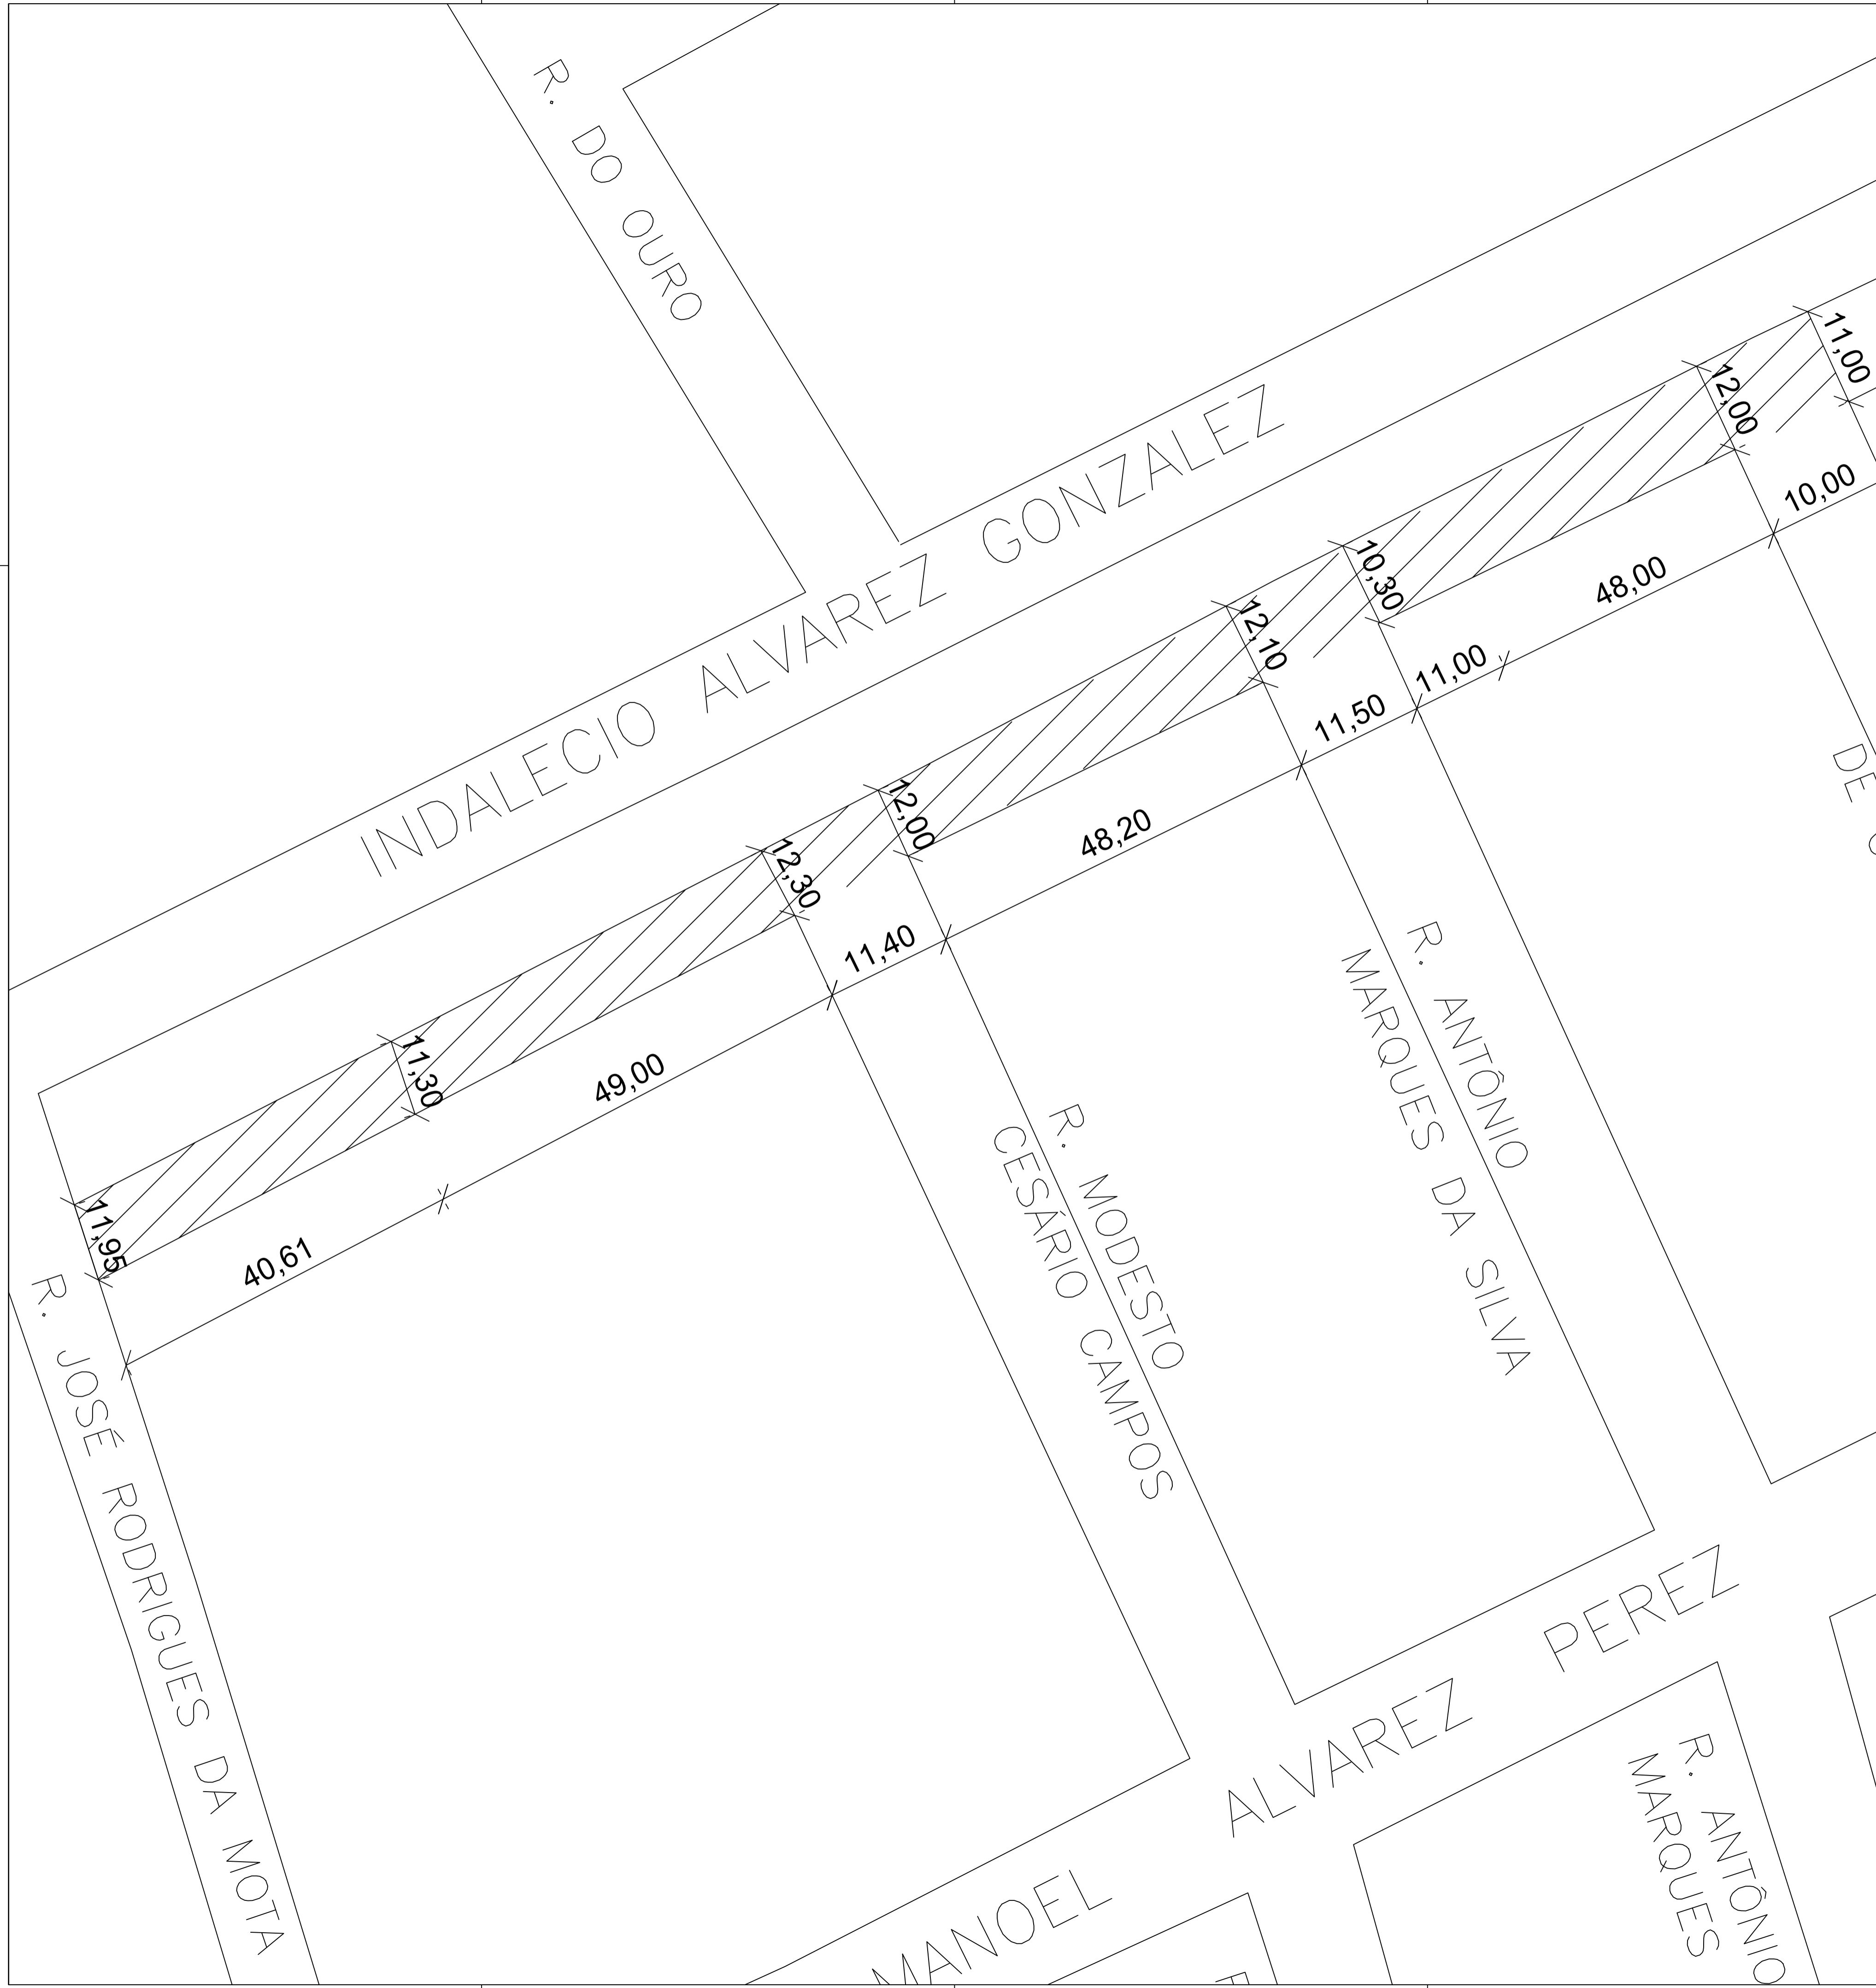 R. DO OURO
INDALECIO ALVAREZ GONZALEZ
11,00
12,00
10,00
10,30
48,00
12,10
11,00
11,50
12,00
48,20
12,30
11,40
11,30
49,00
11,95
40,61
DE
R. ANTÔNIO
MARQUES DA SILVA
R. MODESTO
CESÁRIO CAMPOS
R. JOSÉ RODRIGUES DA MOTA
MANOEL ALVAREZ PEREZ
R. ANTÔNIO
MARQUES